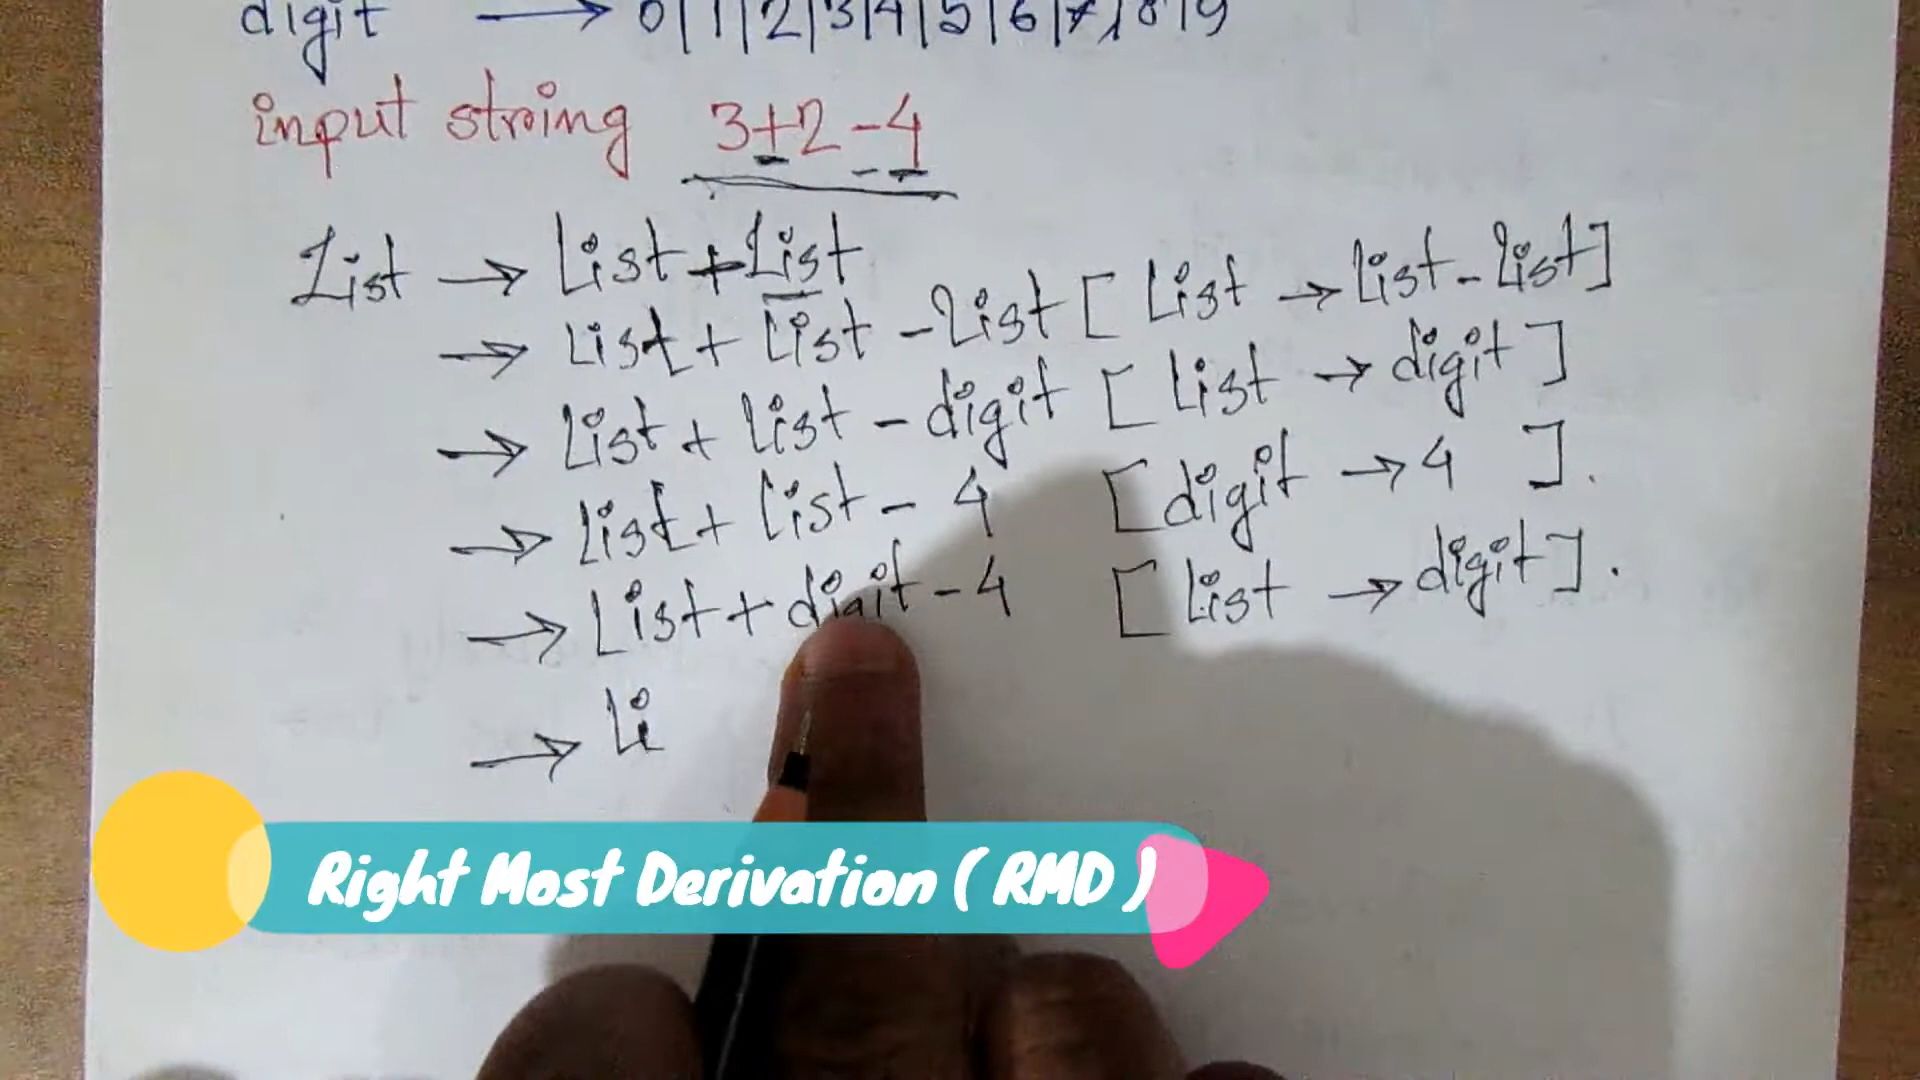 digit → 0|1|2|3|4|5|6|7|8|9
input string 3+2-4
List → List + List
→ List + List - List [ List → List - List ]
→ List + List - digit [ List → digit ]
→ List + List - 4 [ digit → 4 ].
→ List + digit - 4 [ List → digit ].
→ Li
Right Most Derivation ( RMD )